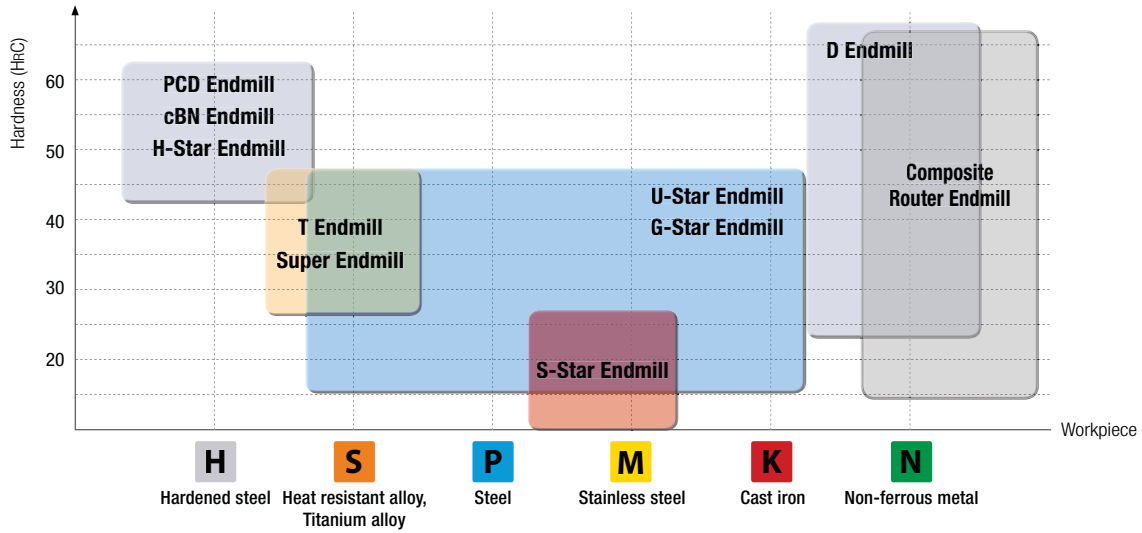 Hardness (HRC)
60
50
40
30
20
PCD Endmill
cBN Endmill
H-Star Endmill
T Endmill
Super Endmill
U-Star Endmill
G-Star Endmill
S-Star Endmill
D Endmill
Composite
Router Endmill
Workpiece
H
Hardened steel
S
Heat resistant alloy,
Titanium alloy
P
Steel
M
Stainless steel
K
Cast iron
N
Non-ferrous metal